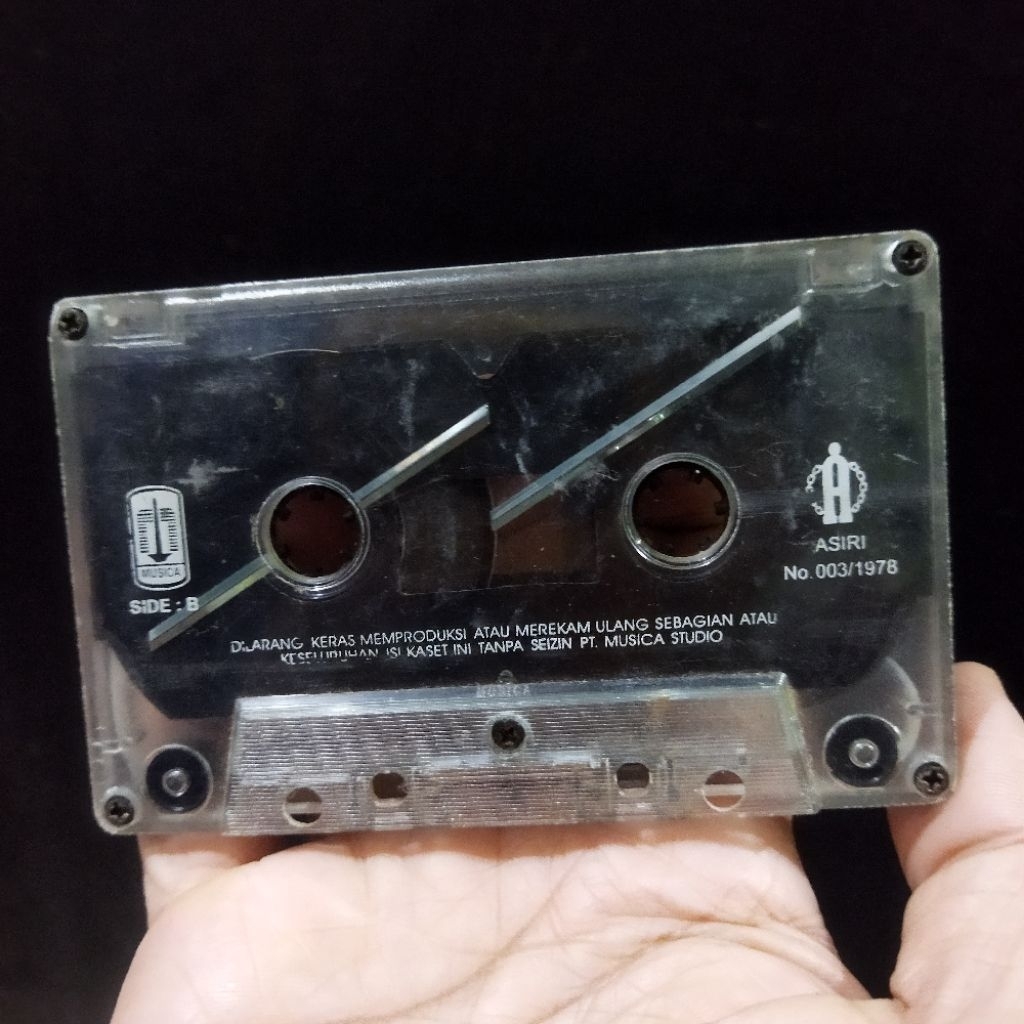 MUSICA
SIDE : B
ASIRI
No. 003/1978
DILARANG KERAS MEMPRODUKSI ATAU MEREKAM ULANG SEBAGIAN ATAU
KESELURUHAN ISI KASET INI TANPA SEIZIN PT. MUSICA STUDIO
MUSICA